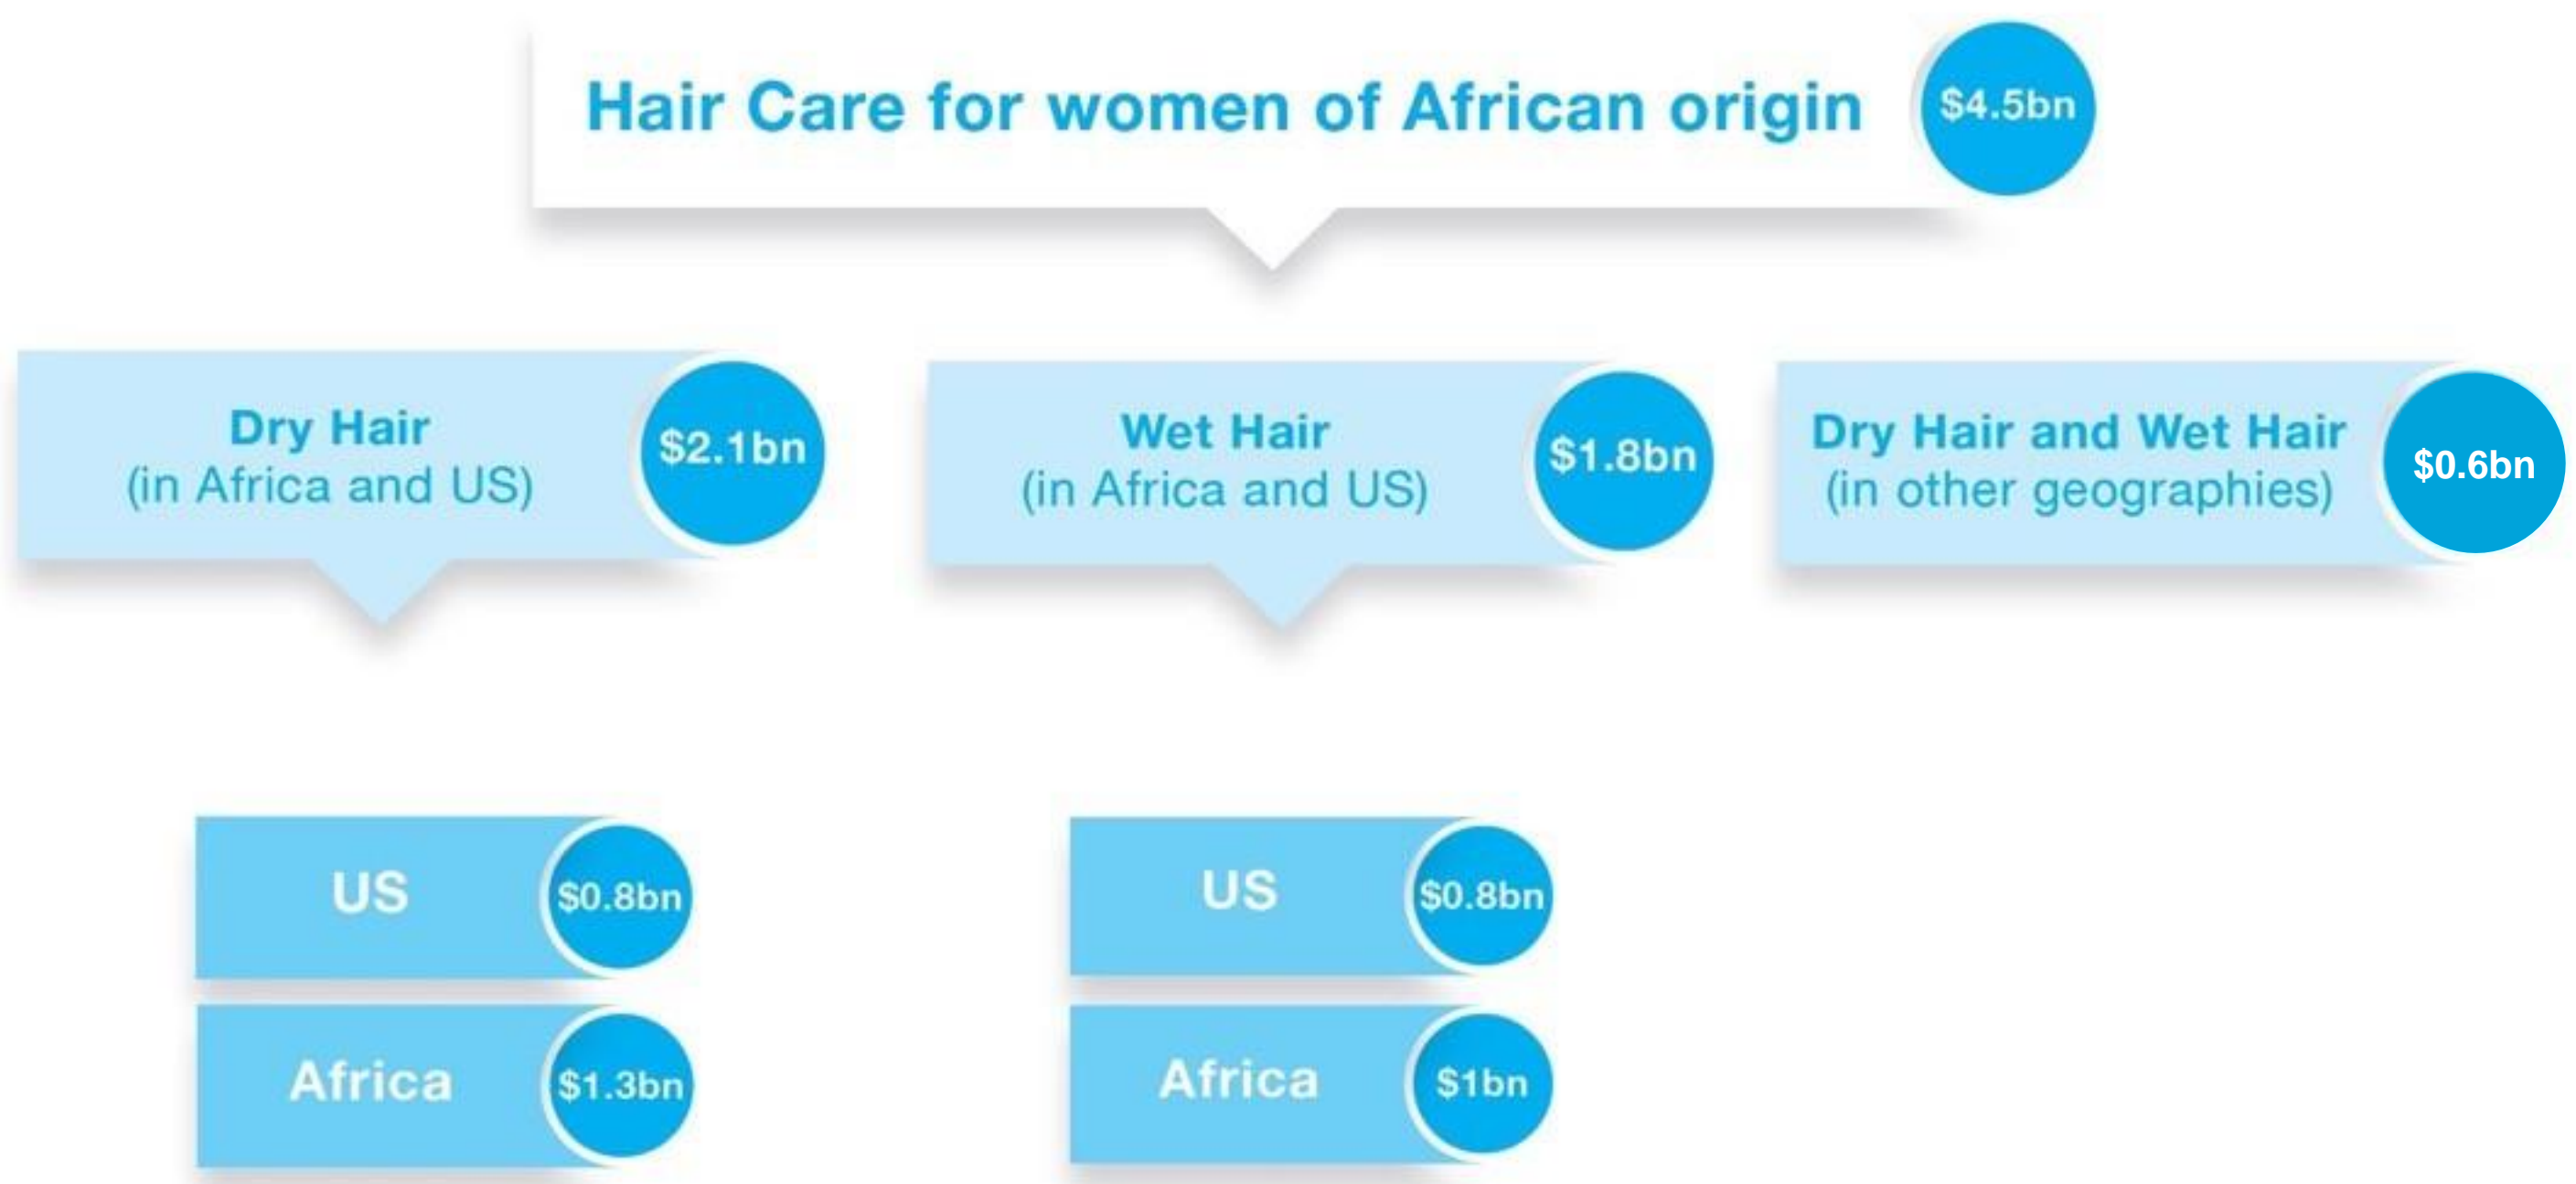 Hair Care for women of African origin
$4.5bn
Dry Hair
(in Africa and US)
$2.1bn
Wet Hair
(in Africa and US)
$1.8bn
Dry Hair and Wet Hair
(in other geographies)
$0.6bn
US
$0.8bn
Africa
$1.3bn
US
$0.8bn
Africa
$1bn